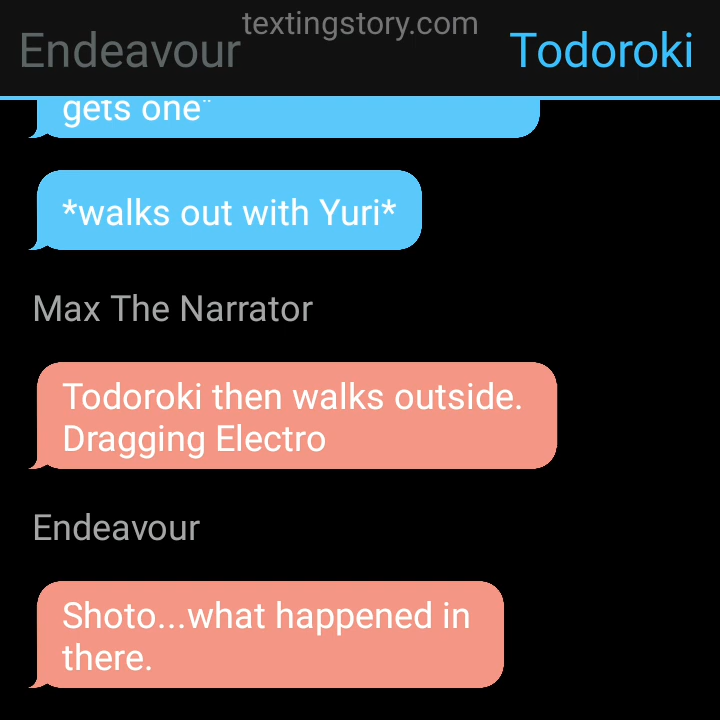 textingstory.com
Endeavour
Todoroki
gets one"
*walks out with Yuri*
Max The Narrator
Todoroki then walks outside.
Dragging Electro
Endeavour
Shoto...what happened in
there.